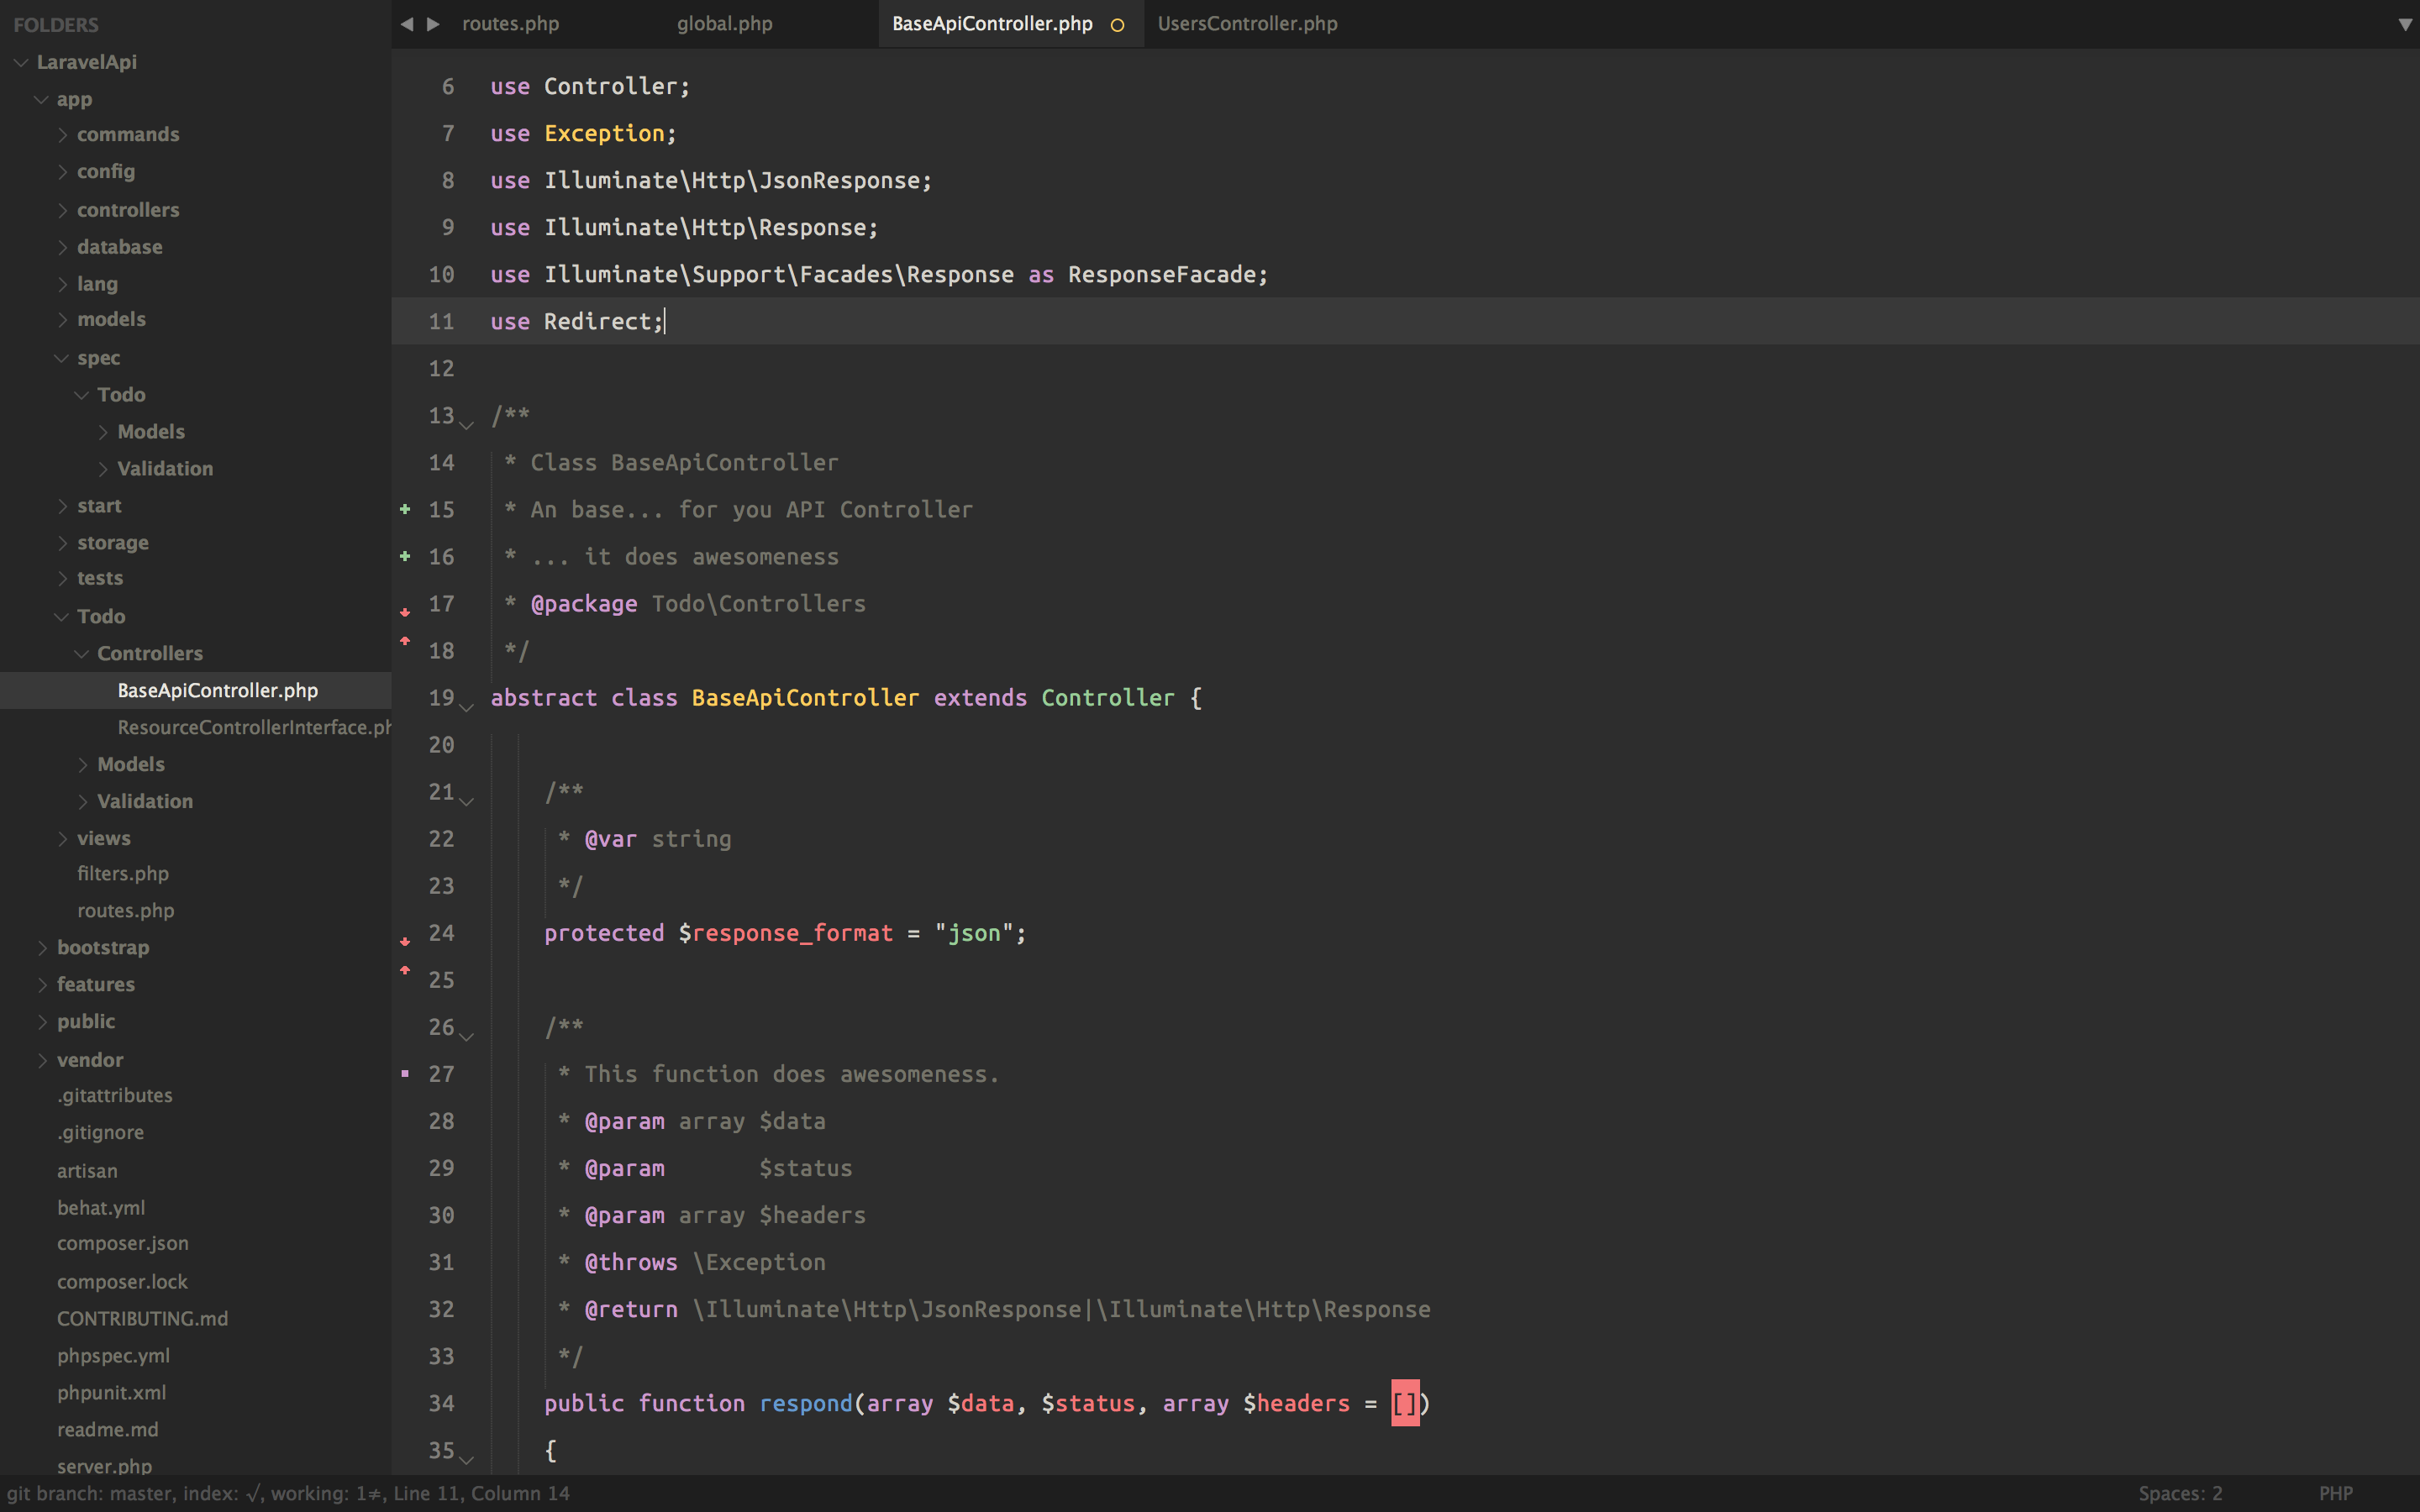 FOLDERS
LaravelApi
app
commands
config
controllers
database
lang
models
spec
Todo
Models
Validation
start
storage
tests
Todo
Controllers
BaseApiController.php
ResourceControllerInterface.ph
Models
Validation
views
filters.php
routes.php
bootstrap
features
public
vendor
.gitattributes
.gitignore
artisan
behat.yml
composer.json
composer.lock
CONTRIBUTING.md
phpspec.yml
phpunit.xml
readme.md
server.php
routes.php global.php BaseApiController.php UsersController.php
6 use Controller;
7 use Exception;
8 use Illuminate\Http\JsonResponse;
9 use Illuminate\Http\Response;
10 use Illuminate\Support\Facades\Response as ResponseFacade;
11 use Redirect;
12
13 /**
14 * Class BaseApiController
15 * An base... for you API Controller
16 * ... it does awesomeness
17 * @package Todo\Controllers
18 */
19 abstract class BaseApiController extends Controller {
20
21 /**
22 * @var string
23 */
24 protected $response_format = "json";
25
26 /**
27 * This function does awesomeness.
28 * @param array $data
29 * @param       $status
30 * @param array $headers
31 * @throws \Exception
32 * @return \Illuminate\Http\JsonResponse|\Illuminate\Http\Response
33 */
34 public function respond(array $data, $status, array $headers = [])
35 {
git branch: master, index: √, working: 1≠, Line 11, Column 14 Spaces: 2 PHP